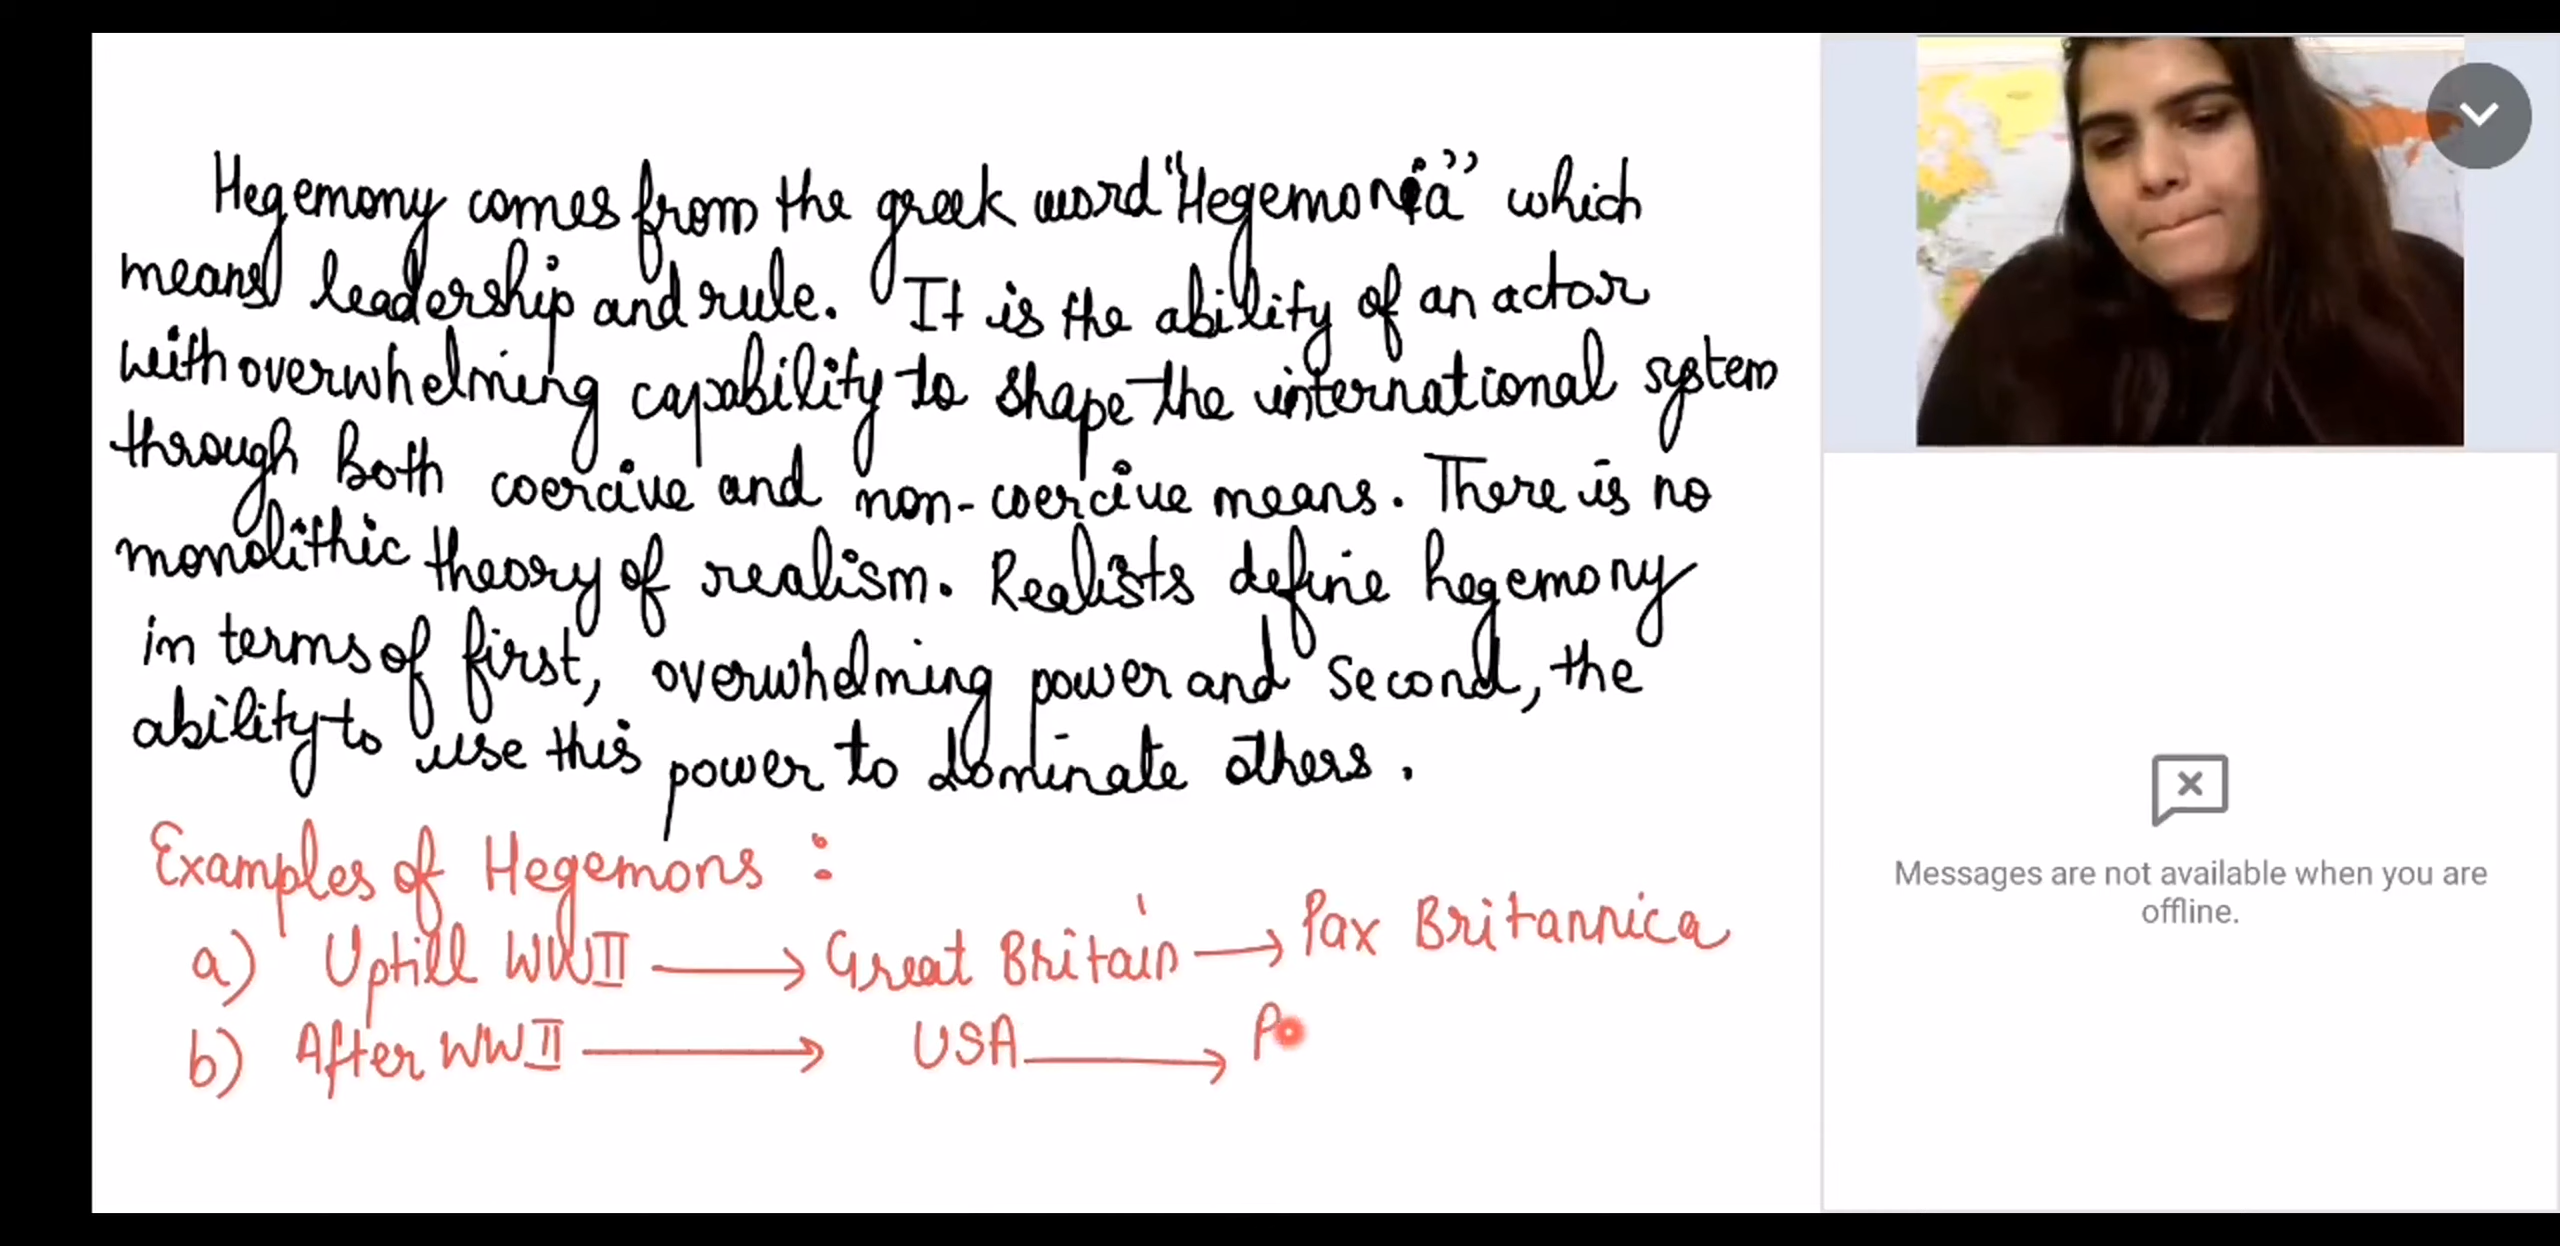 Hegemony comes from the greek word "Hegemonia" which
means leadership and rule. It is the ability of an actor
with overwhelming capability to shape the international system
through both coercive and non-coercive means. There is no
monolithic theory of realism. Realists define hegemony
in terms of first, overwhelming power and second, the
ability to use this power to dominate others.
Examples of Hegemons :
a) Uptill WWII → Great Britain → Pax Britannica
b) After WWII → USA → P
Messages are not available when you are
offline.